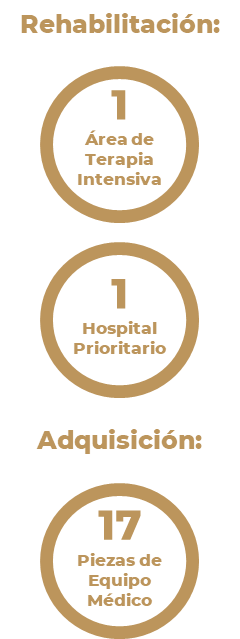 Rehabilitación:
1
Área de
Terapia
Intensiva
1
Hospital
Prioritario
Adquisición:
17
Piezas de
Equipo
Médico